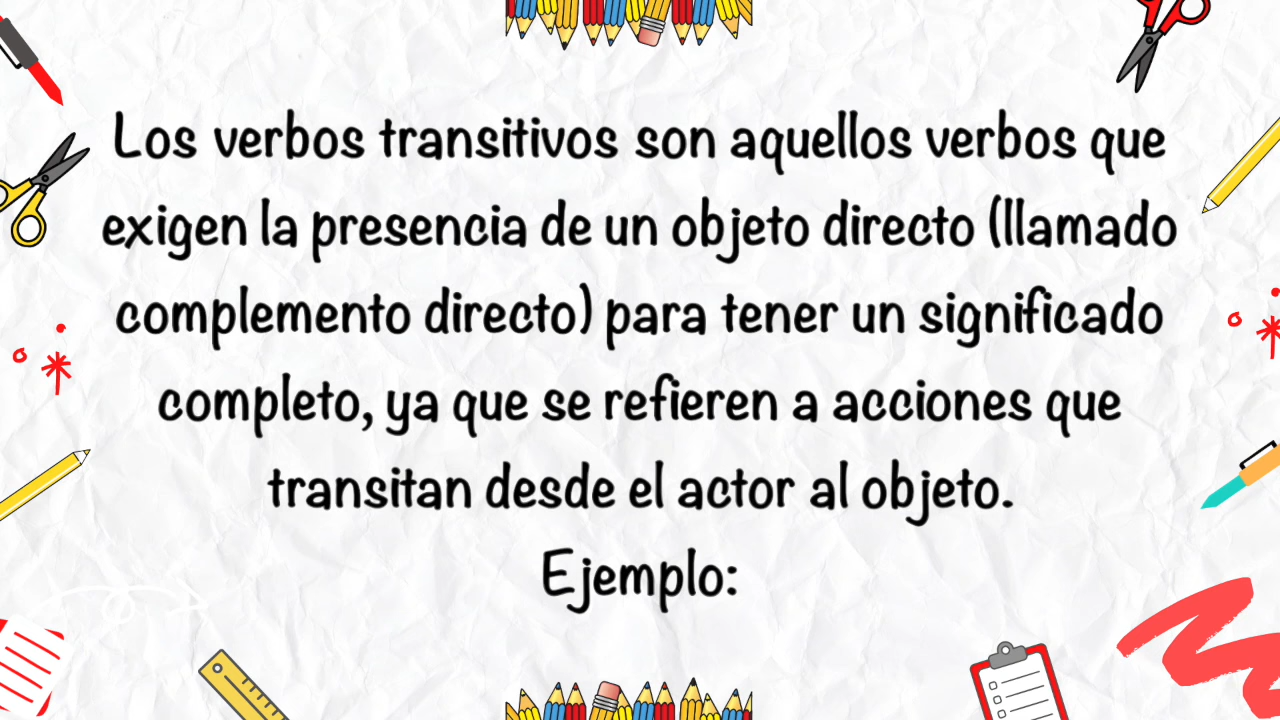 Los verbos transitivos son aquellos verbos que
exigen la presencia de un objeto directo (llamado
complemento directo) para tener un significado
completo, ya que se refieren a acciones que
transitan desde el actor al objeto.
Ejemplo: